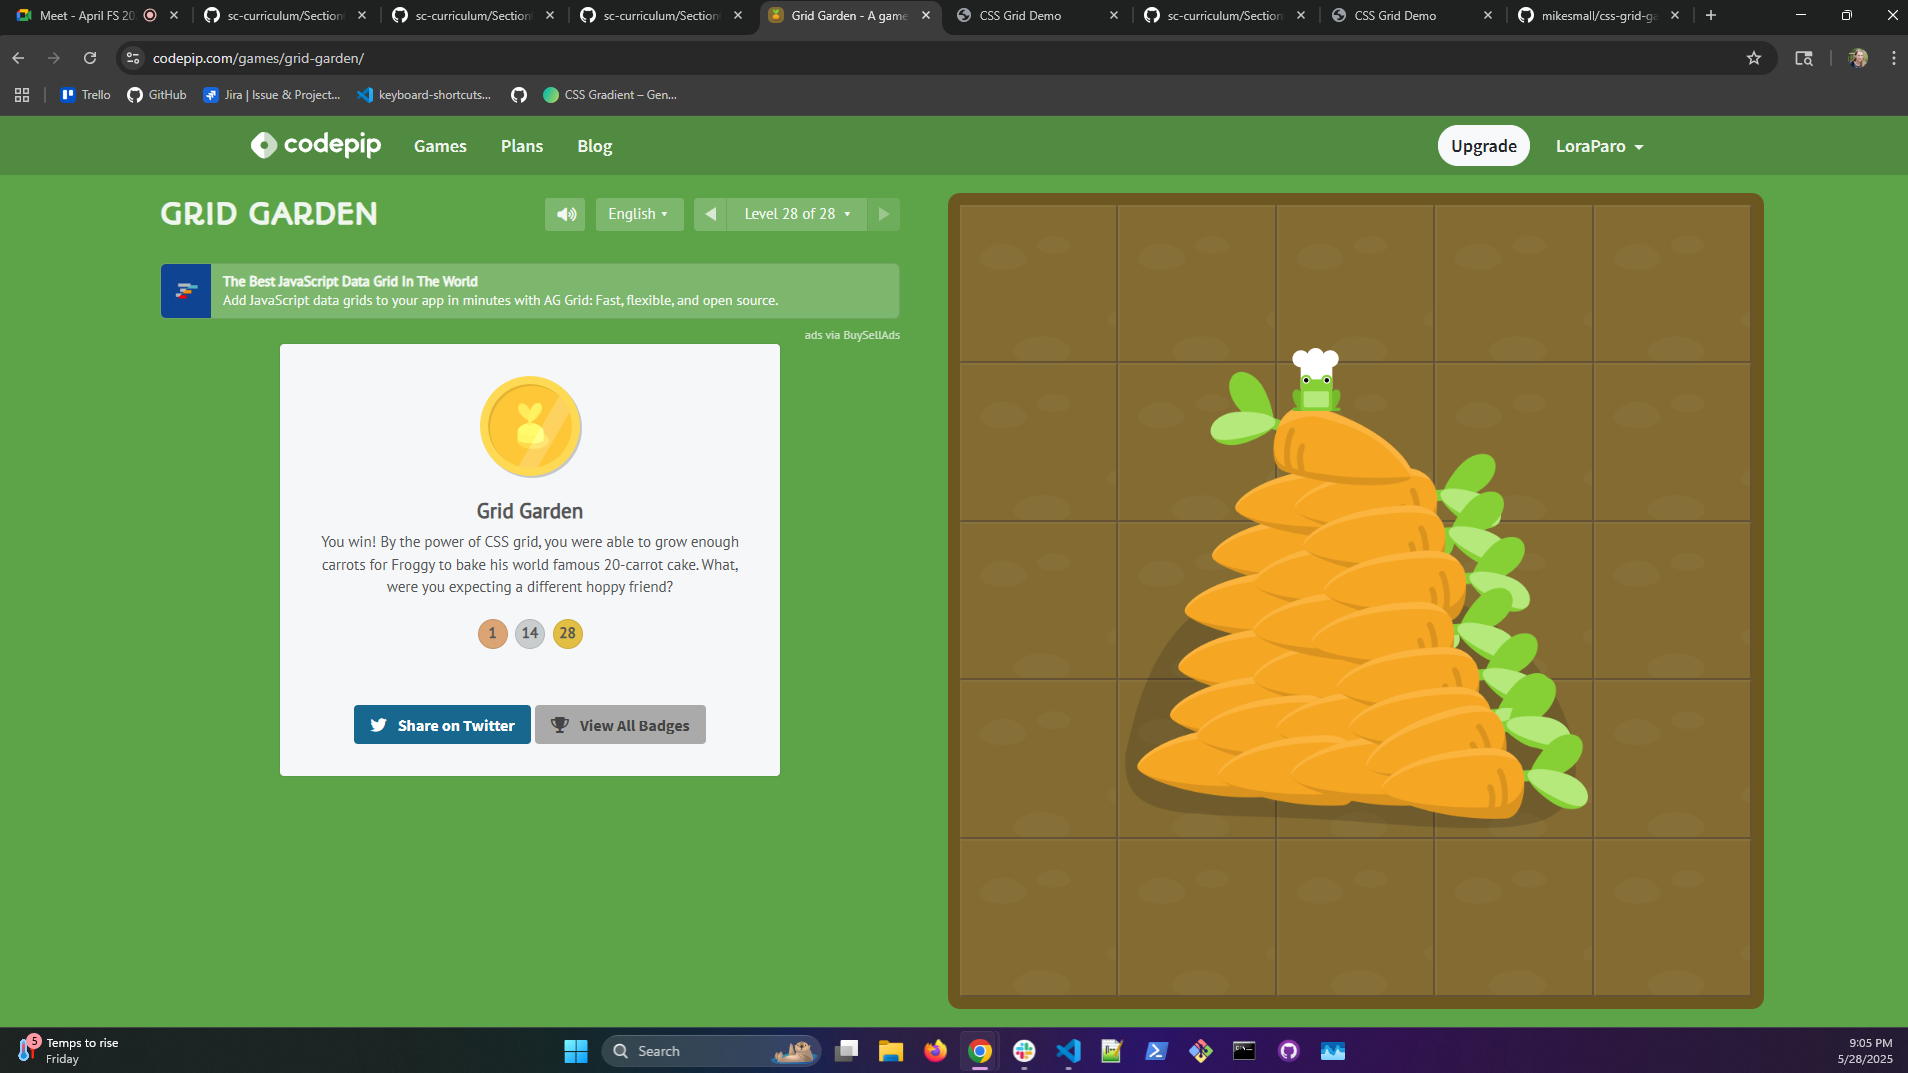 Meet - April FS 20
sc-curriculum/Section
sc-curriculum/Section
sc-curriculum/Section
Grid Garden - A game
CSS Grid Demo
sc-curriculum/Section
CSS Grid Demo
mikesmall/css-grid-ga
codepip.com/games/grid-garden/
Trello
GitHub
Jira | Issue & Project...
keyboard-shortcuts...
CSS Gradient – Gen...
codepip
Games
Plans
Blog
Upgrade
LoraParo
GRID GARDEN
English
Level 28 of 28
The Best JavaScript Data Grid In The World
Add JavaScript data grids to your app in minutes with AG Grid: Fast, flexible, and open source.
ads via BuySellAds
Grid Garden
You win! By the power of CSS grid, you were able to grow enough
carrots for Froggy to bake his world famous 20-carrot cake. What,
were you expecting a different hoppy friend?
1 14 28
Share on Twitter
View All Badges
5
Temps to rise
Friday
Search
9:05 PM
5/28/2025